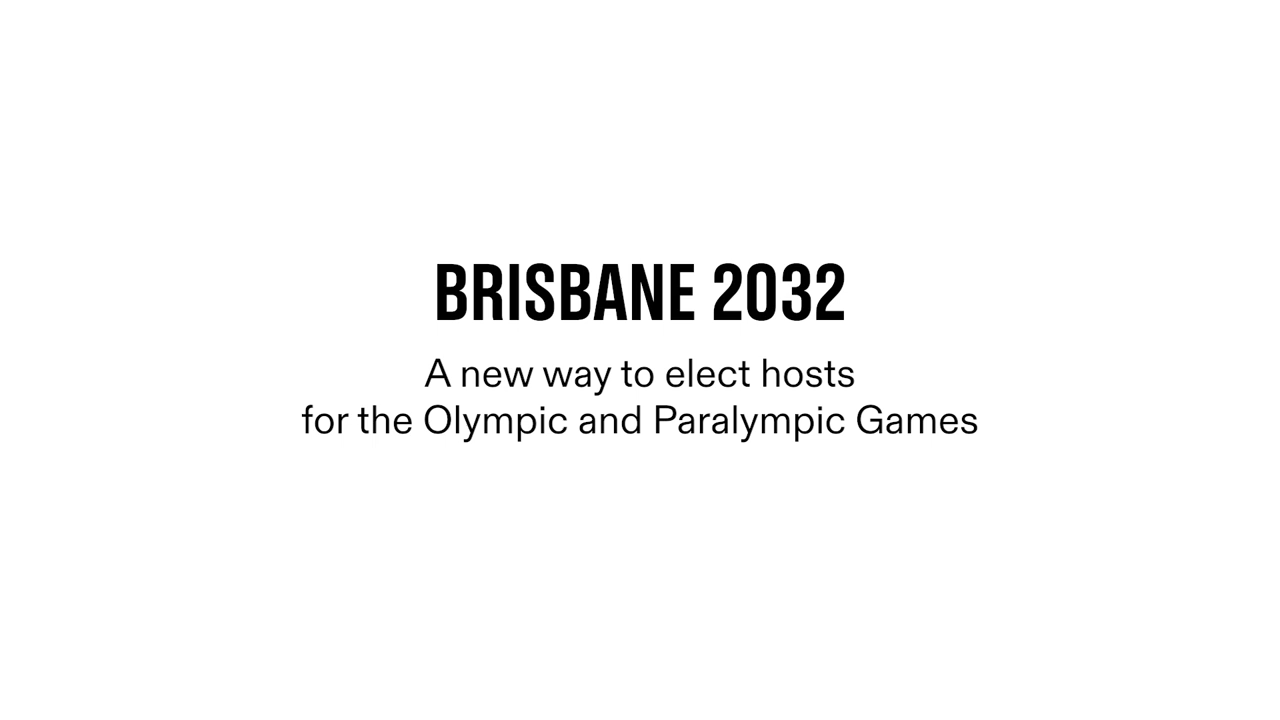 BRISBANE 2032
A new way to elect hosts
for the Olympic and Paralympic Games